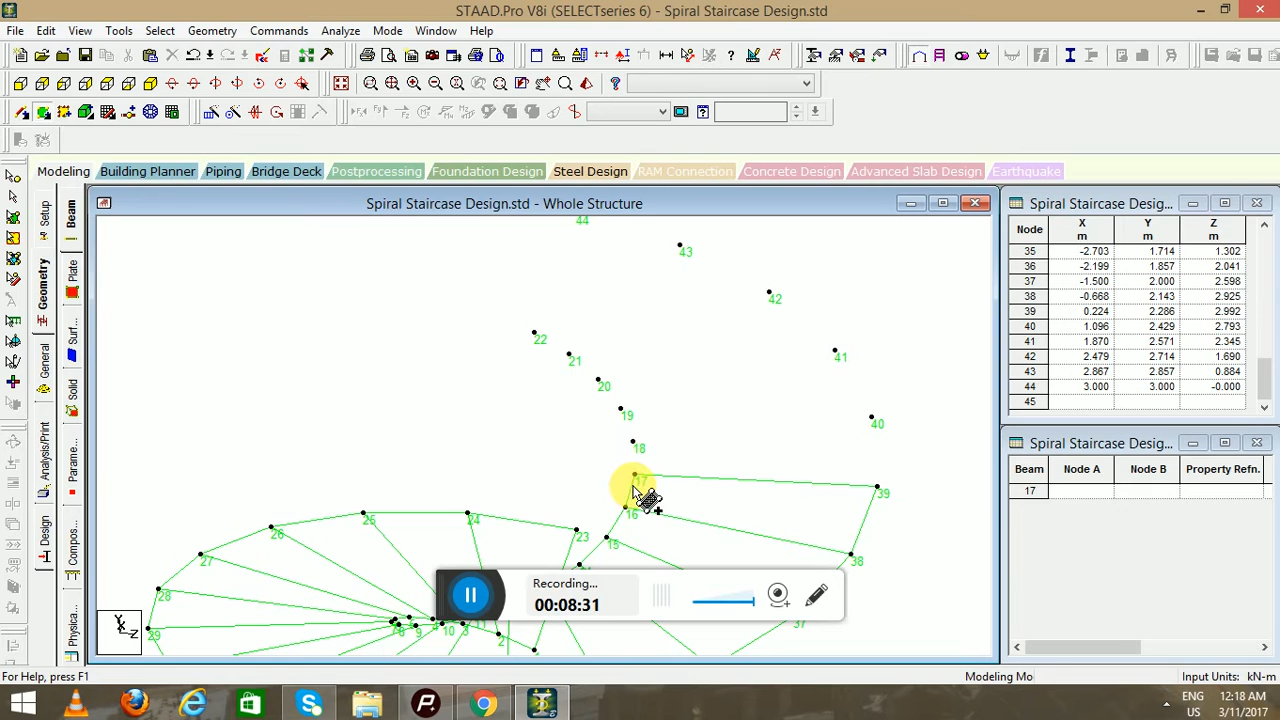 STAAD.Pro V8i (SELECTseries 6) - Spiral Staircase Design.std
File Edit View Tools Select Geometry Commands Analyze Mode Window Help
Modeling Building Planner Piping Bridge Deck Postprocessing Foundation Design Steel Design RAM Connection Concrete Design Advanced Slab Design Earthquake
Setup
Geometry
General
Analysis/Print
Design
Beam
Plate
Surf...
Solid
Parame...
Compos...
Physica...
Spiral Staircase Design.std - Whole Structure
44
43
42
22
21
41
20
19
40
18
17
39
16
25 24
26 23 15
38
27
28
29
9 10 3
2
37
Y
Z
Recording...
00:08:31
Spiral Staircase Desig...
Node X m Y m Z m
35 -2.703 1.714 1.302
36 -2.199 1.857 2.041
37 -1.500 2.000 2.598
38 -0.668 2.143 2.925
39 0.224 2.286 2.992
40 1.096 2.429 2.793
41 1.870 2.571 2.345
42 2.479 2.714 1.690
43 2.867 2.857 0.884
44 3.000 3.000 -0.000
45
Spiral Staircase Desig...
Beam Node A Node B Property Refn.
17
For Help, press F1
Modeling Mo
Input Units: kN-m
ENG
CMS
12:18 AM
3/11/2017